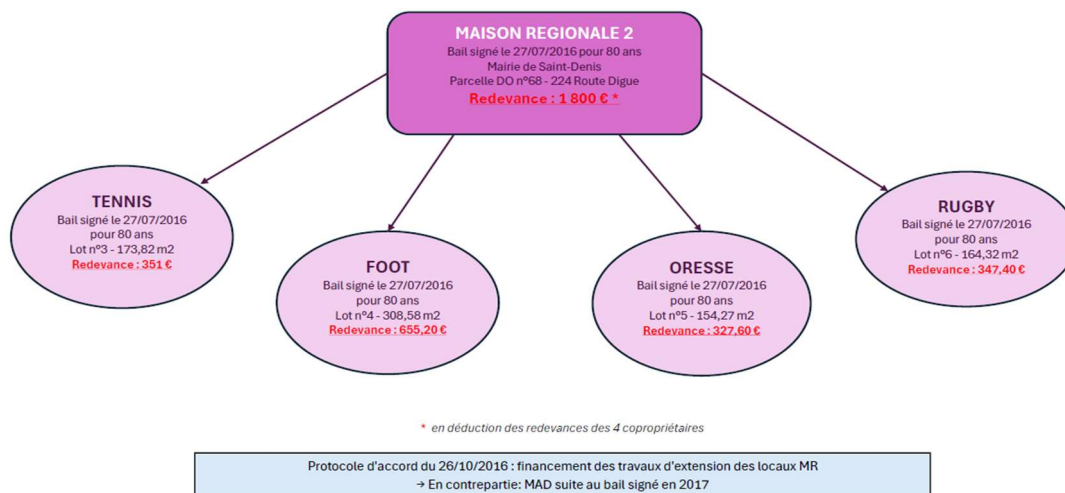 MAISON REGIONALE 2
Bail signé le 27/07/2016 pour 80 ans
Mairie de Saint-Denis
Parcelle DO n°68 - 224 Route Digue
Redevance : 1 800 € *
TENNIS
Bail signé le 27/07/2016
pour 80 ans
Lot n°3 - 173,82 m2
Redevance : 351 €
FOOT
Bail signé le 27/07/2016
pour 80 ans
Lot n°4 - 308,58 m2
Redevance : 655,20 €
ORESSE
Bail signé le 27/07/2016
pour 80 ans
Lot n°5 - 154,27 m2
Redevance : 327,60 €
RUGBY
Bail signé le 27/07/2016
pour 80 ans
Lot n°6 - 164,32 m2
Redevance : 347,40 €
* en déduction des redevances des 4 copropriétaires
Protocole d'accord du 26/10/2016 : financement des travaux d'extension des locaux MR
→ En contrepartie: MAD suite au bail signé en 2017